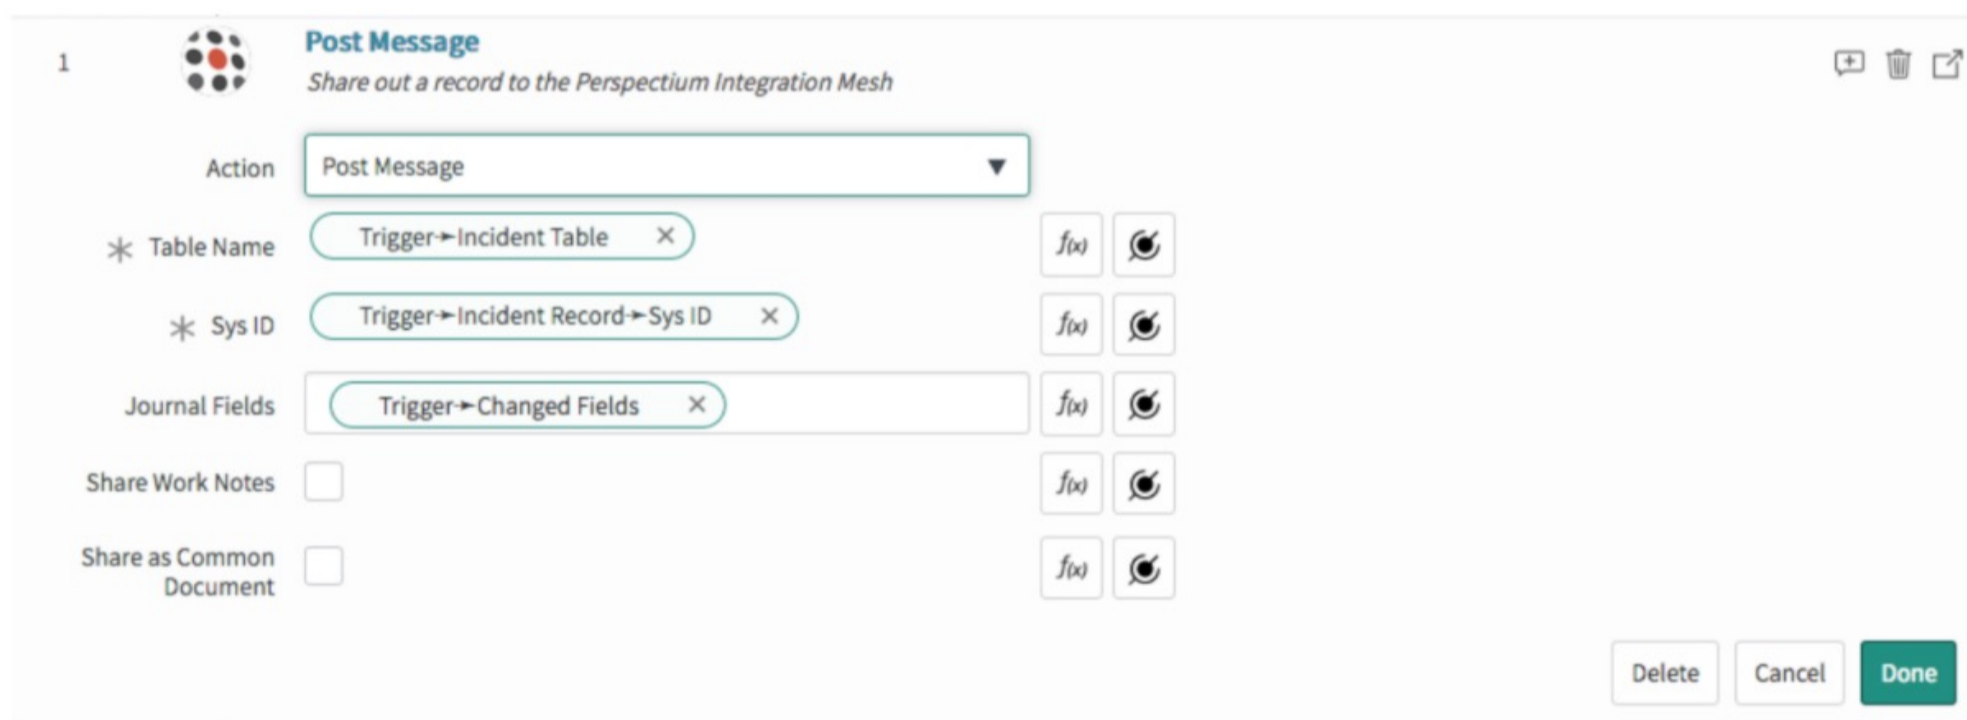 1
Post Message
Share out a record to the Perspectium Integration Mesh
Action
Post Message
* Table Name
Trigger➛Incident Table ×
f(x)
* Sys ID
Trigger➛Incident Record➛Sys ID ×
f(x)
Journal Fields
Trigger➛Changed Fields ×
f(x)
Share Work Notes
f(x)
Share as Common
Document
f(x)
Delete
Cancel
Done